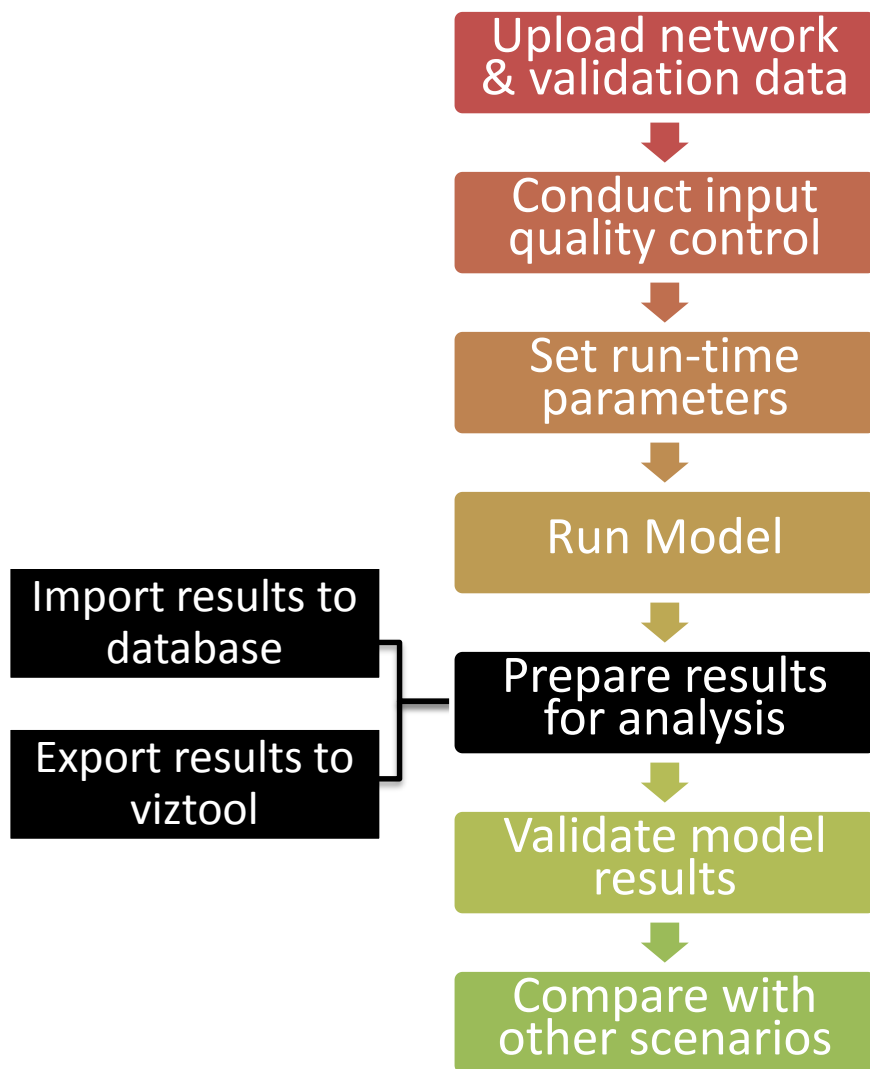 Upload network
& validation data
Conduct input
quality control
Set run-time
parameters
Run Model
Import results to
database
Prepare results
for analysis
Export results to
viztool
Validate model
results
Compare with
other scenarios